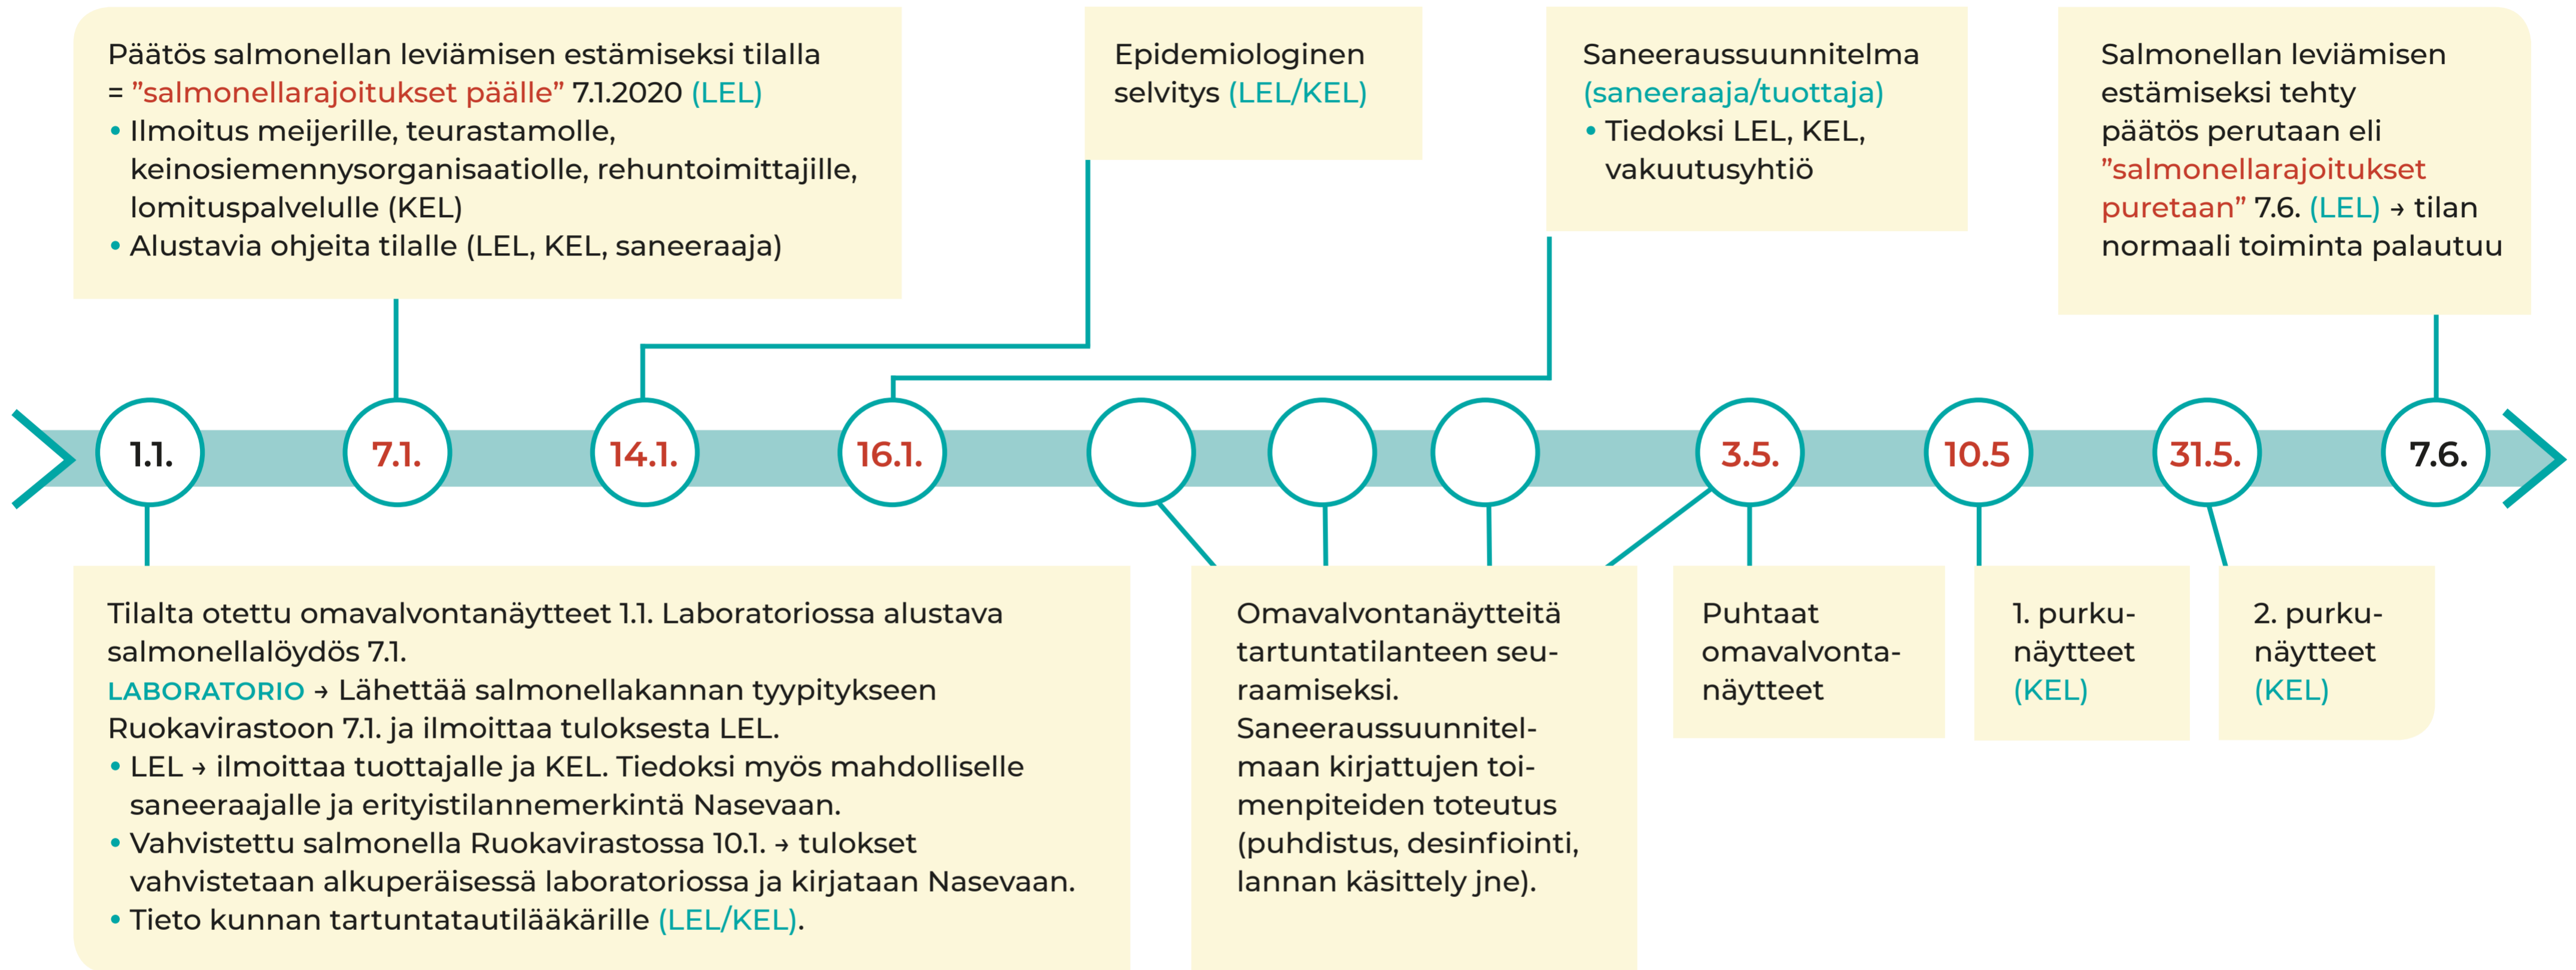 Päätös salmonellan leviämisen estämiseksi tilalla
= ”salmonellarajoitukset päälle” 7.1.2020 (LEL)
• Ilmoitus meijerille, teurastamolle,
keinosiemennysorganisaatiolle, rehuntoimittajille,
lomituspalvelulle (KEL)
• Alustavia ohjeita tilalle (LEL, KEL, saneeraaja)
Epidemiologinen
selvitys (LEL/KEL)
Saneeraussuunnitelma
(saneeraaja/tuottaja)
• Tiedoksi LEL, KEL,
vakuutusyhtiö
Salmonellan leviämisen
estämiseksi tehty
päätös perutaan eli
”salmonellarajoitukset
puretaan” 7.6. (LEL) → tilan
normaali toiminta palautuu
1.1.
7.1.
14.1.
16.1.
3.5.
10.5
31.5.
7.6.
Tilalta otettu omavalvontanäytteet 1.1. Laboratoriossa alustava
salmonellalöydös 7.1.
LABORATORIO → Lähettää salmonellakannan tyypitykseen
Ruokavirastoon 7.1. ja ilmoittaa tuloksesta LEL.
• LEL → ilmoittaa tuottajalle ja KEL. Tiedoksi myös mahdolliselle
saneeraajalle ja erityistilannemerkintä Nasevaan.
• Vahvistettu salmonella Ruokavirastossa 10.1. → tulokset
vahvistetaan alkuperäisessä laboratoriossa ja kirjataan Nasevaan.
• Tieto kunnan tartuntatautilääkärille (LEL/KEL).
Omavalvontanäytteitä
tartuntatilanteen seu-
raamiseksi.
Saneeraussuunnitel-
maan kirjattujen toi-
menpiteiden toteutus
(puhdistus, desinfiointi,
lannan käsittely jne).
Puhtaat
omavalvonta-
näytteet
1. purku-
näytteet
(KEL)
2. purku-
näytteet
(KEL)